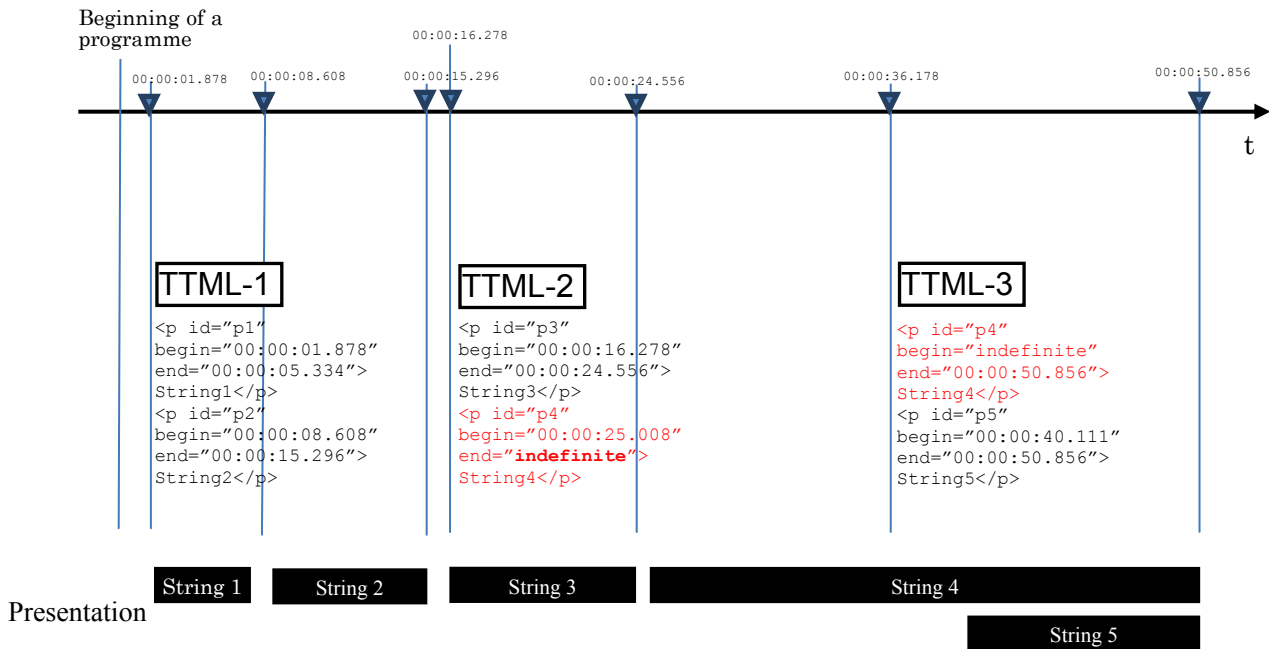 Beginning of a
programme
00:00:16.278
00:00:01.878
00:00:08.608
00:00:15.296
00:00:24.556
00:00:36.178
00:00:50.856
t
TTML-1
<p id=”p1”
begin=”00:00:01.878”
end=”00:00:05.334”>
String1</p>
<p id=”p2”
begin=”00:00:08.608”
end=”00:00:15.296”>
String2</p>
TTML-2
<p id=”p3”
begin=”00:00:16.278”
end=”00:00:24.556”>
String3</p>
<p id=”p4”
begin=”00:00:25.008”
end=”indefinite”>
String4</p>
TTML-3
<p id=”p4”
begin=”indefinite”
end=”00:00:50.856”>
String4</p>
<p id=”p5”
begin=”00:00:40.111”
end=”00:00:50.856”>
String5</p>
Presentation
String 1
String 2
String 3
String 4
String 5